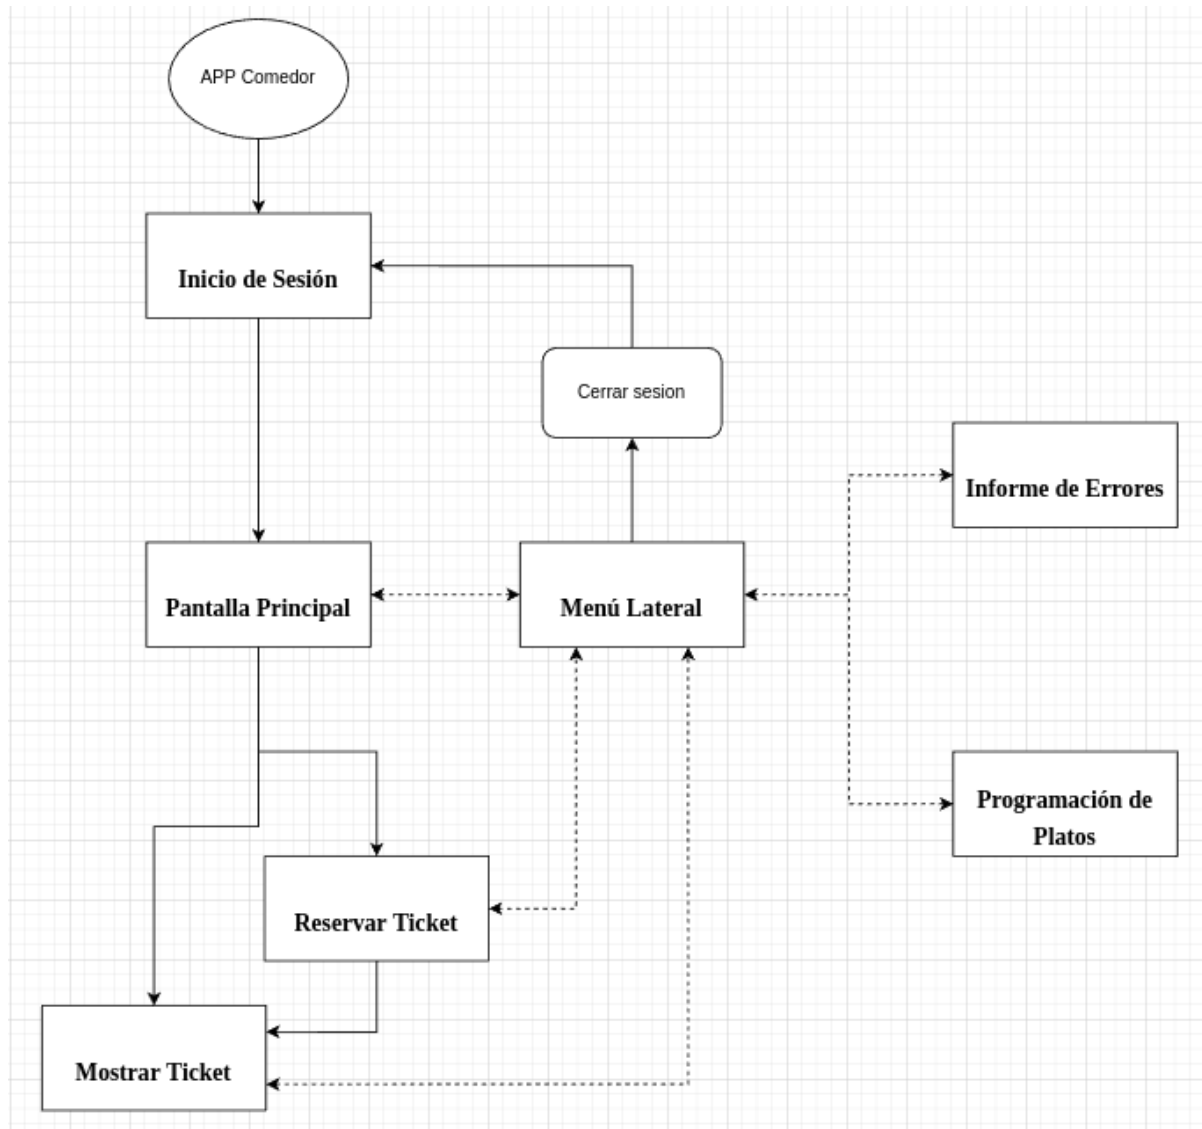 APP Comedor
Inicio de Sesión
Cerrar sesion
Informe de Errores
Pantalla Principal
Menú Lateral
Programación de
Platos
Reservar Ticket
Mostrar Ticket